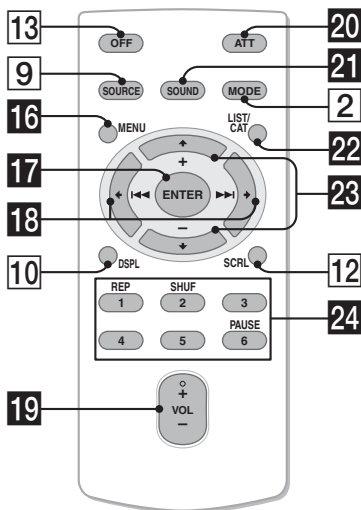 13 OFF ATT 20
9 SOURCE SOUND MODE 21
2
16 MENU LIST/
CAT 22
17 + 23
18 ENTER
−
10 DSPL SCRL 12
REP SHUF
1 2 3
PAUSE 24
4 5 6
19 +
VOL
−